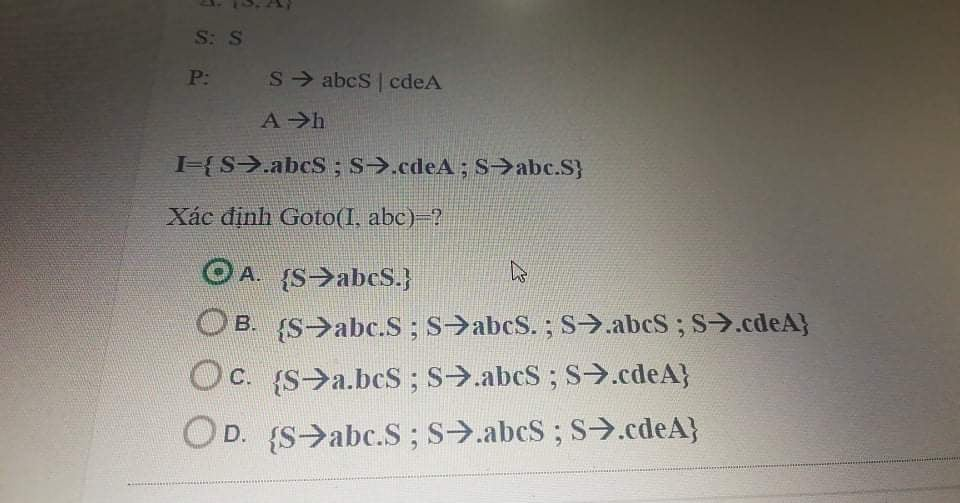 S: S
P: S → abcS | cdeA
A →h
I={ S→.abcS ; S→.cdeA ; S→abc.S}
Xác định Goto(I, abc)=?
A. {S→abcS.}
B. {S→abc.S ; S→abcS. ; S→.abcS ; S→.cdeA}
C. {S→a.bcS ; S→.abcS ; S→.cdeA}
D. {S→abc.S ; S→.abcS ; S→.cdeA}